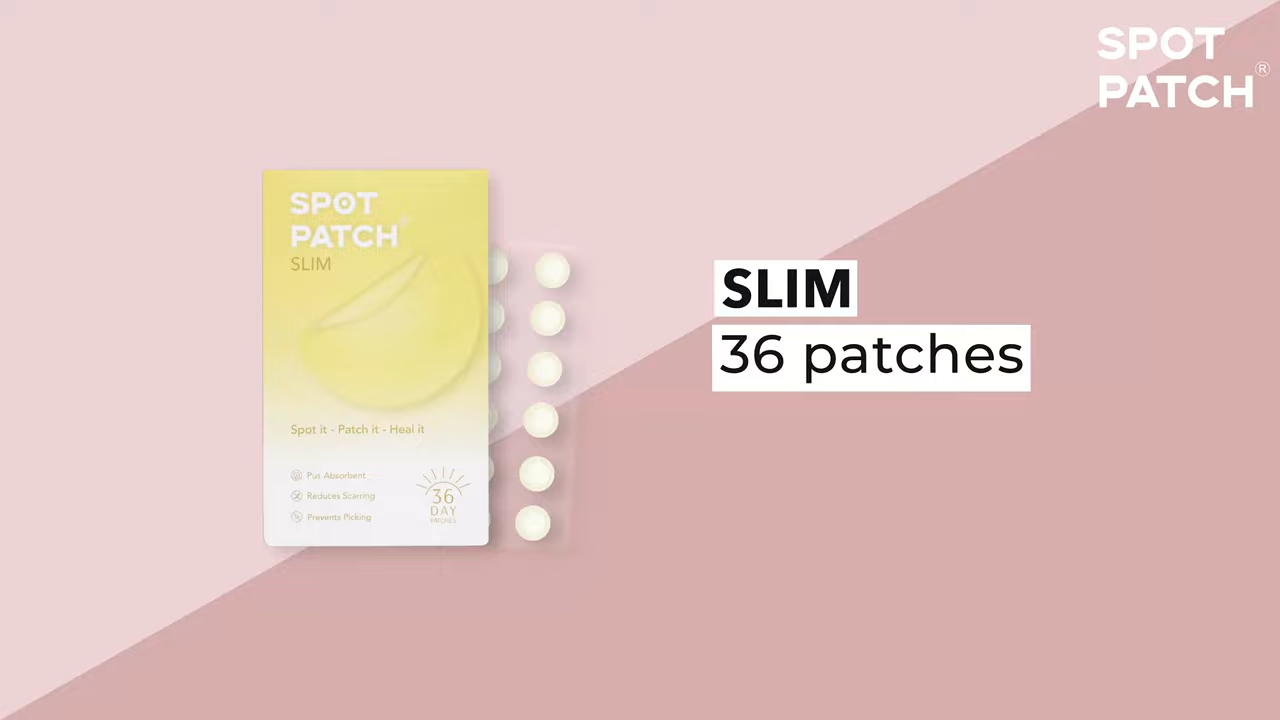 SPOT
PATCH®
SPOT
PATCH
SLIM
Spot it - Patch it - Heal it
Pus Absorbent
Reduces Scarring
Prevents Picking
36
DAY
PATCHES
SLIM
36 patches